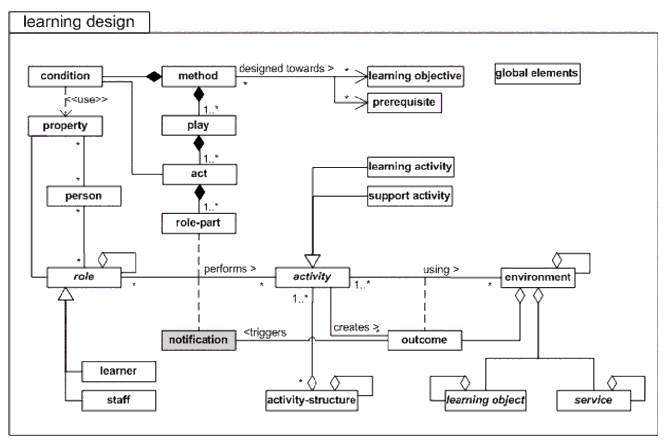 learning design
condition
method
designed towards >
*
*
learning objective
global elements
<<use>>
1..*
*
prerequisite
property
play
*
1..*
learning activity
act
*
person
support activity
*
1..*
role-part
*
role
performs >
activity
using >
environment
*
*
1..*
1..*
*
notification
<triggers
creates >
*
outcome
learner
staff
*
activity-structure
learning object
service